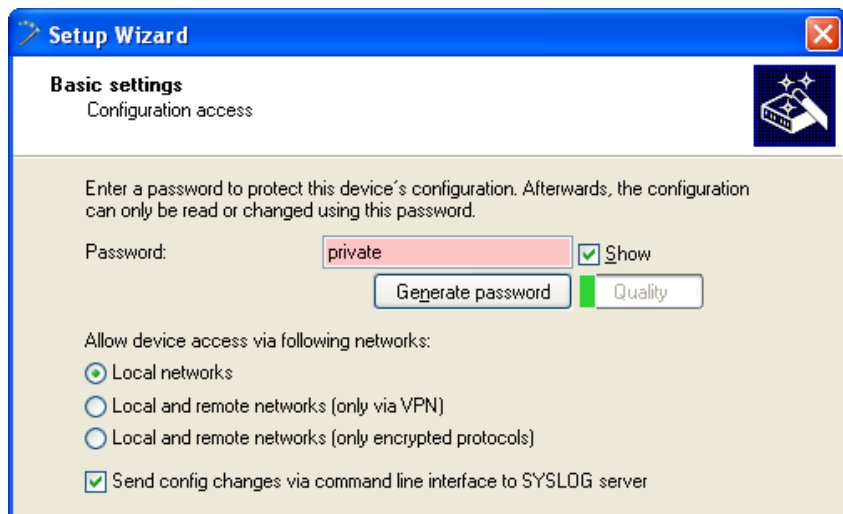 Setup Wizard
Basic settings
Configuration access
Enter a password to protect this device´s configuration. Afterwards, the configuration
can only be read or changed using this password.
Password: private Show
Generate password Quality
Allow device access via following networks:
Local networks
Local and remote networks (only via VPN)
Local and remote networks (only encrypted protocols)
Send config changes via command line interface to SYSLOG server